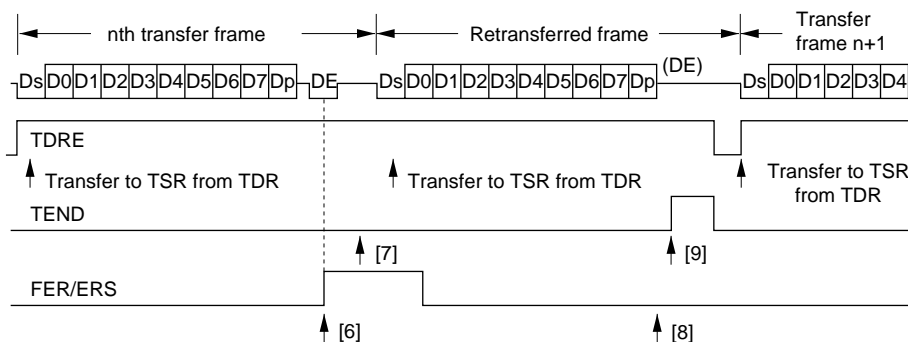 nth transfer frame
Retransferred frame
Transfer
frame n+1
Ds D0 D1 D2 D3 D4 D5 D6 D7 Dp DE Ds D0 D1 D2 D3 D4 D5 D6 D7 Dp (DE) Ds D0 D1 D2 D3 D4
TDRE
Transfer to TSR from TDR
Transfer to TSR from TDR
Transfer to TSR
from TDR
TEND
[7]
[9]
FER/ERS
[6]
[8]